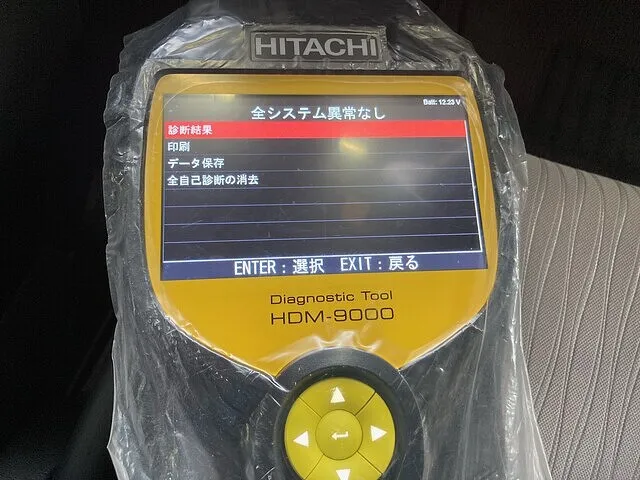 HITACHI
Batt: 12.23 V
全システム異常なし
診断結果
印刷
データ保存
全自己診断の消去
ENTER：選択 EXIT：戻る
Diagnostic Tool
HDM-9000